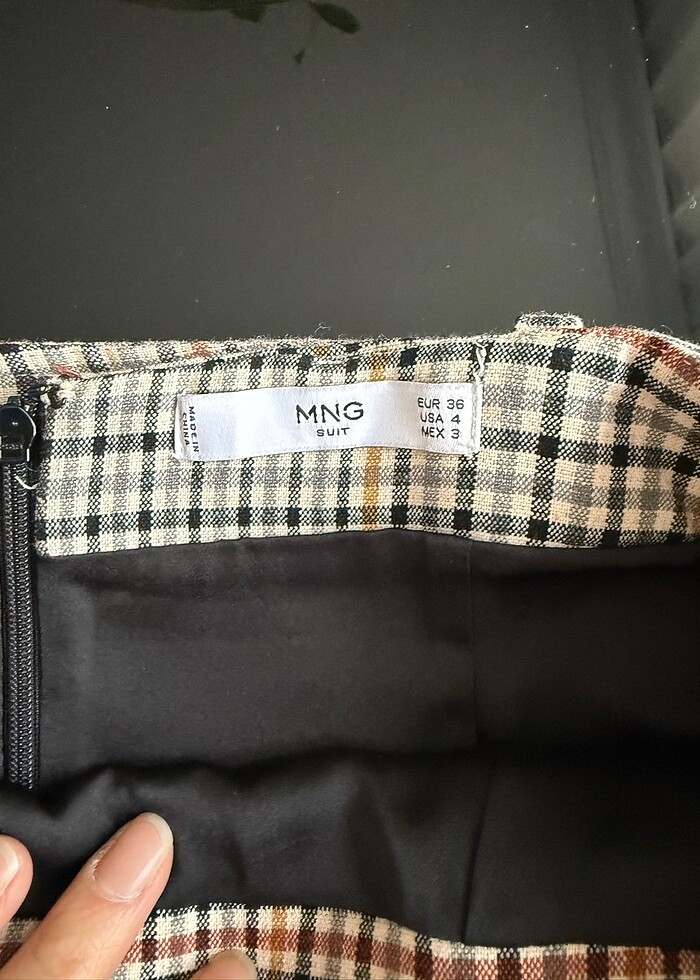 MADE IN
CHINA
MNG
SUIT
EUR 36
USA 4
MEX 3